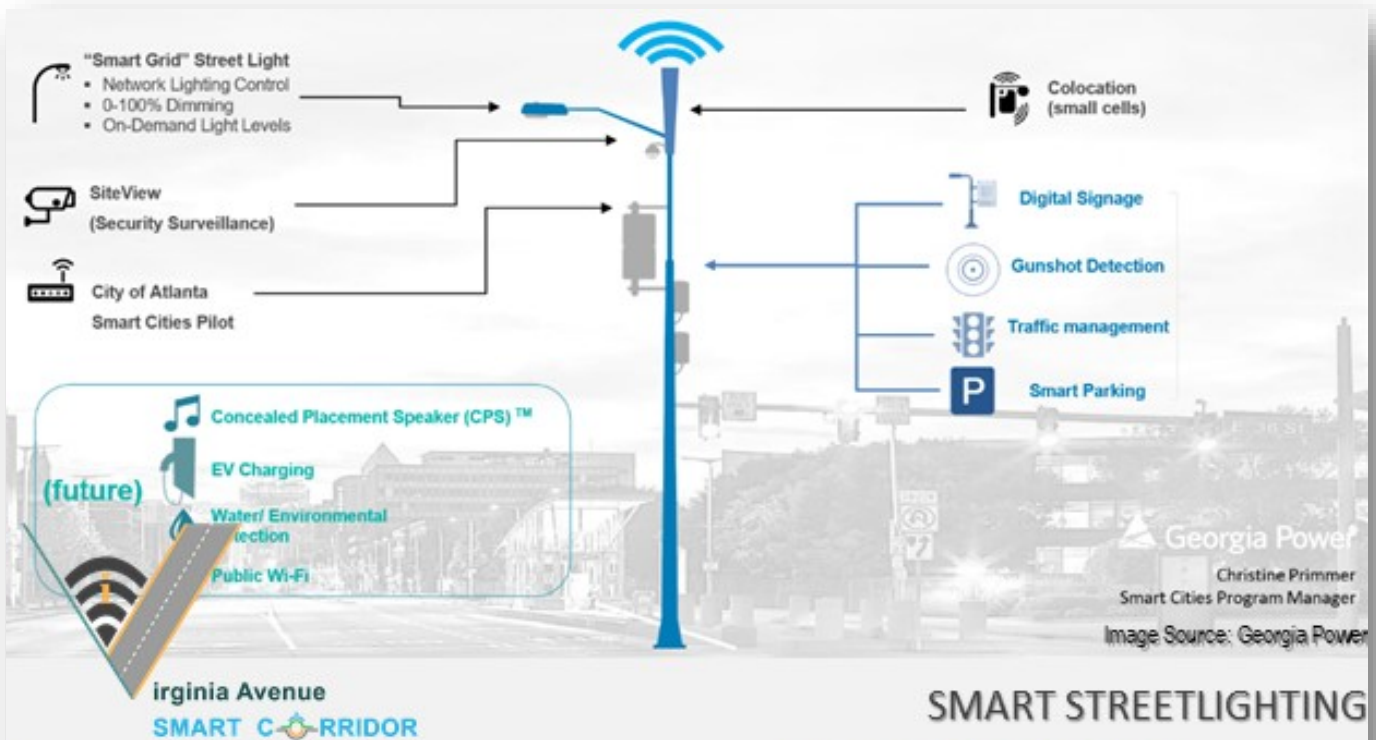 “Smart Grid” Street Light
▪ Network Lighting Control
▪ 0-100% Dimming
▪ On-Demand Light Levels
SiteView
(Security Surveillance)
City of Atlanta
Smart Cities Pilot
Colocation
(small cells)
Digital Signage
Gunshot Detection
Traffic management
P
Smart Parking
(future)
Concealed Placement Speaker (CPS) ™
EV Charging
Water/ Environmental
Public Wi-Fi
Georgia Power
Christine Primmer
Smart Cities Program Manager
Image Source: Georgia Power
irginia Avenue
SMART C RRIDOR
SMART STREETLIGHTING